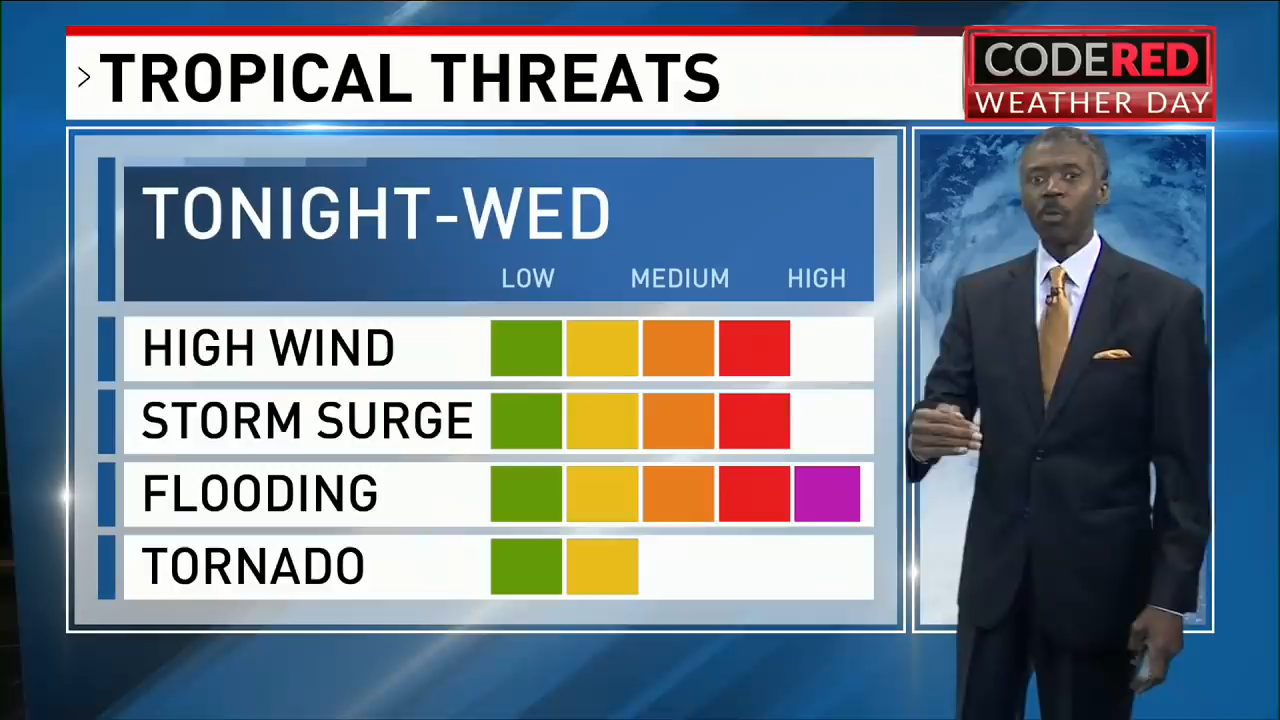 > TROPICAL THREATS
CODERED
WEATHER DAY
TONIGHT-WED
LOW MEDIUM HIGH
HIGH WIND
STORM SURGE
FLOODING
TORNADO